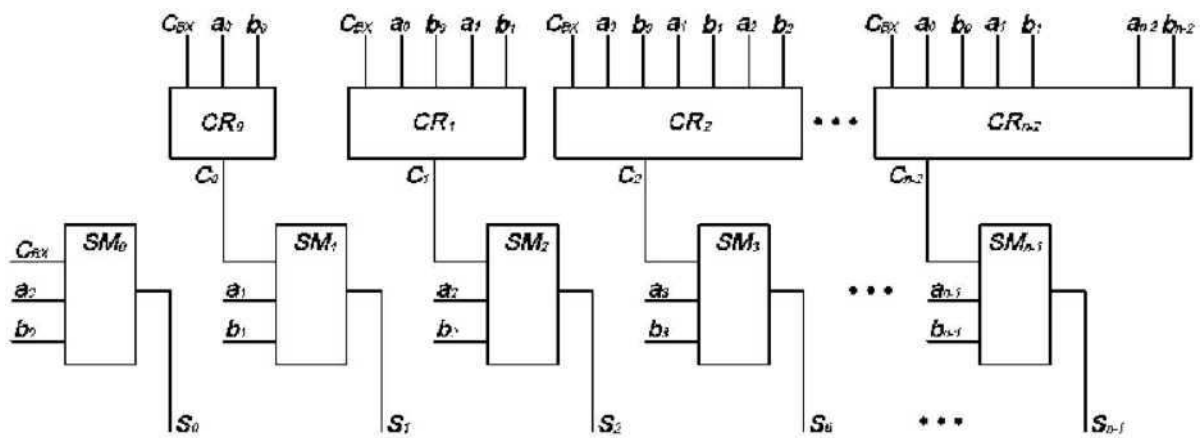 C_BX a_0 b_0 C_BX a_0 b_0 a_1 b_1 C_BX a_0 b_0 a_1 b_1 a_2 b_2 C_BX a_0 b_0 a_1 b_1 a_n-2 b_n-2
CR_0 CR_1 CR_2 ••• CR_n-2
C_0 C_1 C_2 C_n-2
SM_0 SM_1 SM_2 SM_3 SM_n-1
C_BX
a_0 a_1 a_2 a_3 ••• a_n-1
b_0 b_1 b_2 b_3 b_n-1
S_0 S_1 S_2 S_3 ••• S_n-1